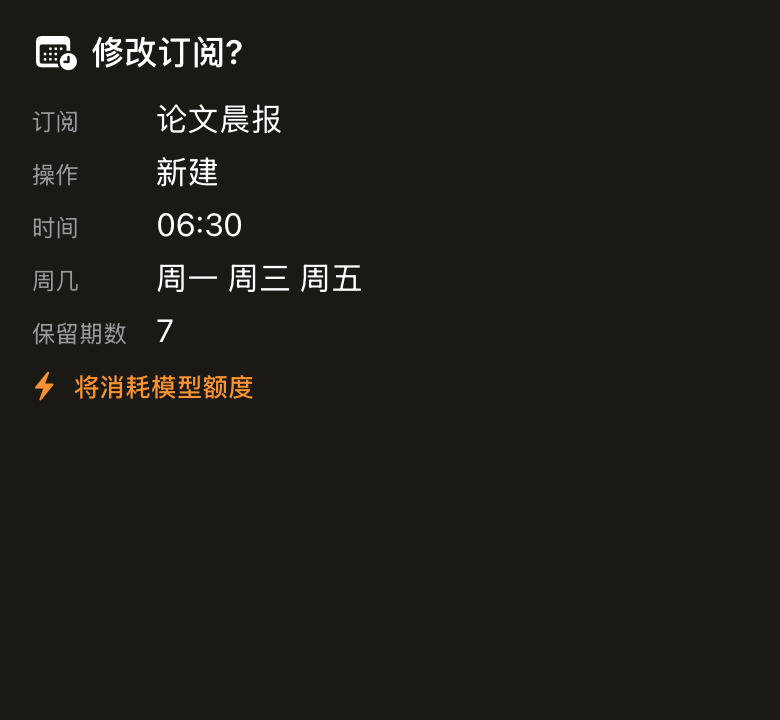 修改订阅?
订阅 论文晨报
操作 新建
时间 06:30
周几 周一 周三 周五
保留期数 7
将消耗模型额度